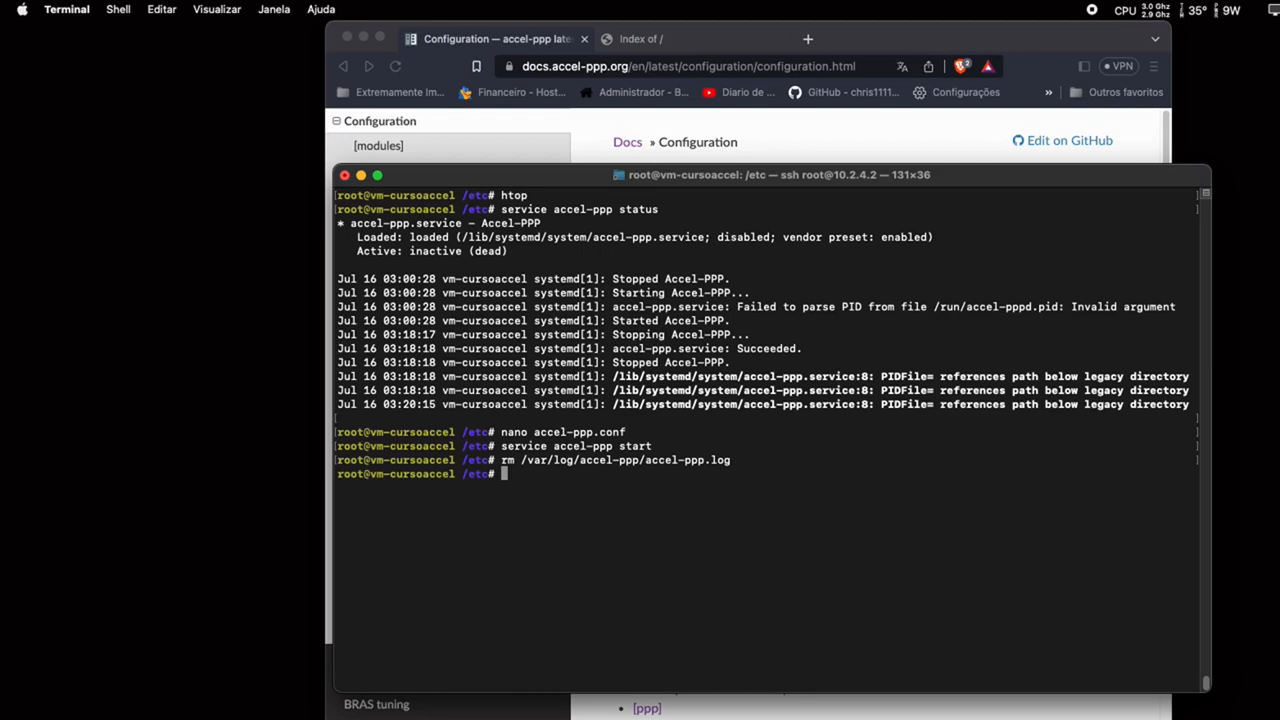 Terminal Shell Editar Visualizar Janela Ajuda
CPU 3.0 Ghz 2.9 Ghz 35° 9W
Configuration — accel-ppp late
Index of /
docs.accel-ppp.org/en/latest/configuration/configuration.html
2
VPN
Extremamente Im...
Financeiro - Host...
Administrador - B...
Diario de ...
GitHub - chris1111...
Configurações
»
Outros favoritos
Configuration
[modules]
Docs » Configuration
Edit on GitHub
root@vm-cursoaccel: /etc — ssh root@10.2.4.2 — 131×36
[root@vm-cursoaccel /etc# htop ]
[root@vm-cursoaccel /etc# service accel-ppp status ]
* accel-ppp.service - Accel-PPP
Loaded: loaded (/lib/systemd/system/accel-ppp.service; disabled; vendor preset: enabled)
Active: inactive (dead)
Jul 16 03:00:28 vm-cursoaccel systemd[1]: Stopped Accel-PPP.
Jul 16 03:00:28 vm-cursoaccel systemd[1]: Starting Accel-PPP...
Jul 16 03:00:28 vm-cursoaccel systemd[1]: accel-ppp.service: Failed to parse PID from file /run/accel-pppd.pid: Invalid argument
Jul 16 03:00:28 vm-cursoaccel systemd[1]: Started Accel-PPP.
Jul 16 03:18:17 vm-cursoaccel systemd[1]: Stopping Accel-PPP...
Jul 16 03:18:18 vm-cursoaccel systemd[1]: accel-ppp.service: Succeeded.
Jul 16 03:18:18 vm-cursoaccel systemd[1]: Stopped Accel-PPP.
Jul 16 03:18:18 vm-cursoaccel systemd[1]: /lib/systemd/system/accel-ppp.service:8: PIDFile= references path below legacy directory
Jul 16 03:18:18 vm-cursoaccel systemd[1]: /lib/systemd/system/accel-ppp.service:8: PIDFile= references path below legacy directory
Jul 16 03:20:15 vm-cursoaccel systemd[1]: /lib/systemd/system/accel-ppp.service:8: PIDFile= references path below legacy directory
[ ]
[root@vm-cursoaccel /etc# nano accel-ppp.conf ]
[root@vm-cursoaccel /etc# service accel-ppp start ]
[root@vm-cursoaccel /etc# rm /var/log/accel-ppp/accel-ppp.log ]
root@vm-cursoaccel /etc#
BRAS tuning
[ppp]